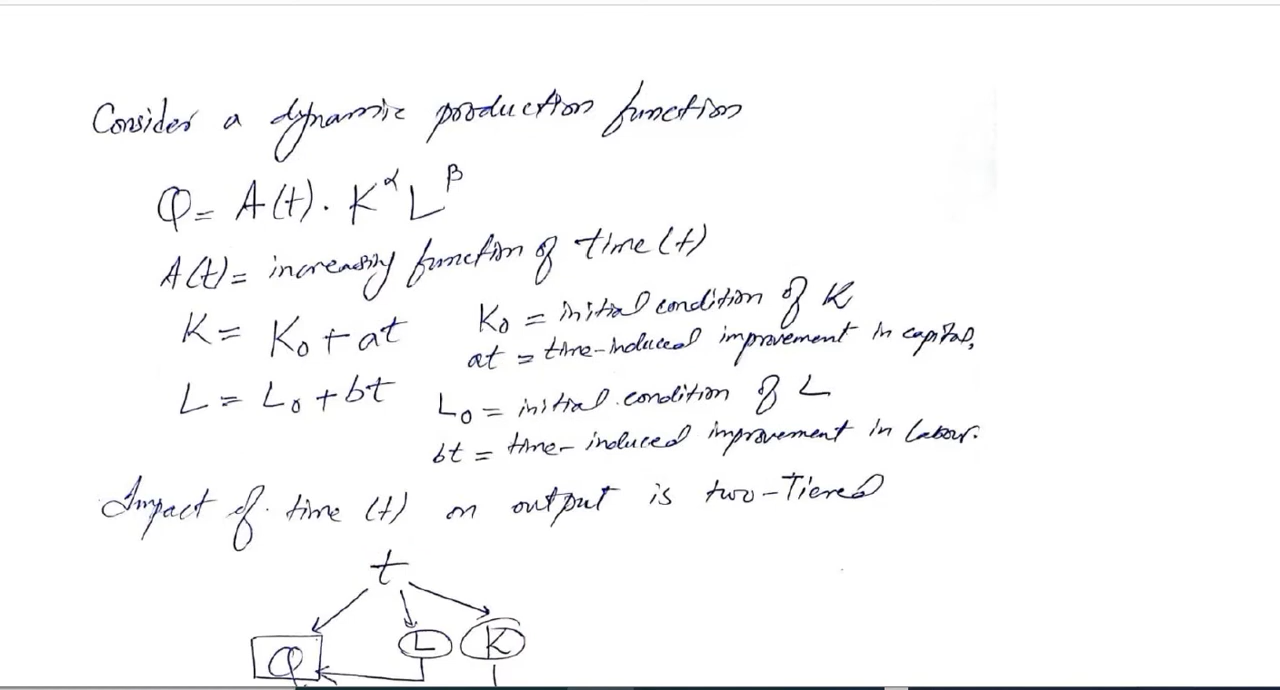 Consider a dynamic production function
Q = A(t). K^α L^β
A(t) = increasing function of time (t)
K = K₀ + at
K₀ = initial condition of K
at = time-induced improvement in capital,
L = L₀ + bt
L₀ = initial condition of L
bt = time-induced improvement in labour.
Impact of time (t) on output is two-Tiered
t
Q L K